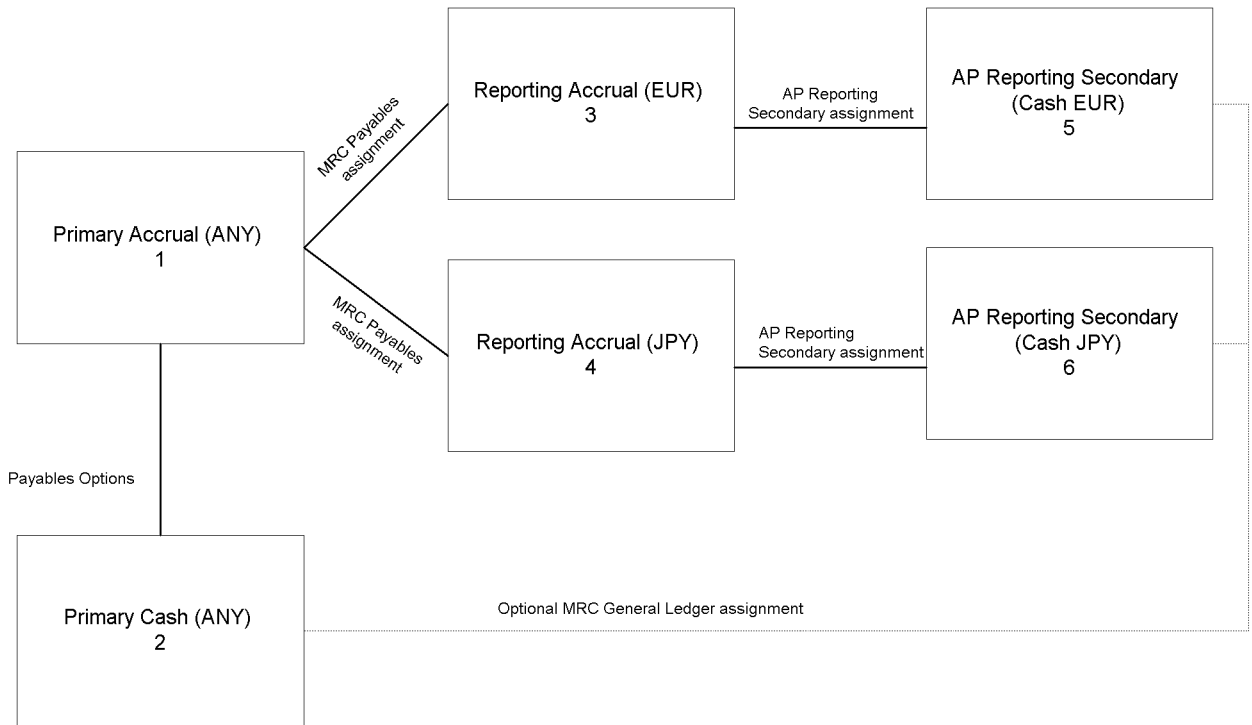 Reporting Accrual (EUR)
3
AP Reporting
Secondary assignment
AP Reporting Secondary
(Cash EUR)
5
MRC Payables
assignment
Primary Accrual (ANY)
1
MRC Payables
assignment
Reporting Accrual (JPY)
4
AP Reporting
Secondary assignment
AP Reporting Secondary
(Cash JPY)
6
Payables Options
Primary Cash (ANY)
2
Optional MRC General Ledger assignment